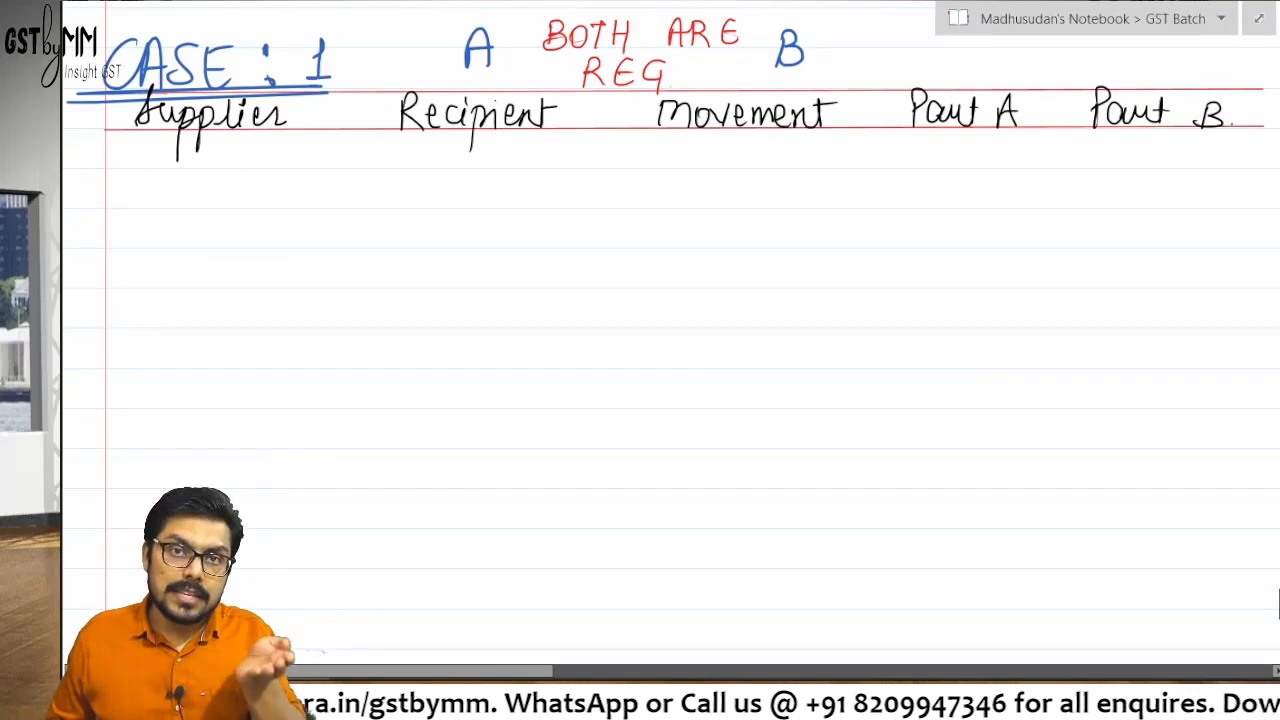 GST by MM
Insight GST
Madhusudan's Notebook > GST Batch
CASE : 1 A BOTH ARE REG B
Supplier Recipient Movement Part A Part B.
ra.in/gstbymm. WhatsApp or Call us @ +91 8209947346 for all enquires. Dow